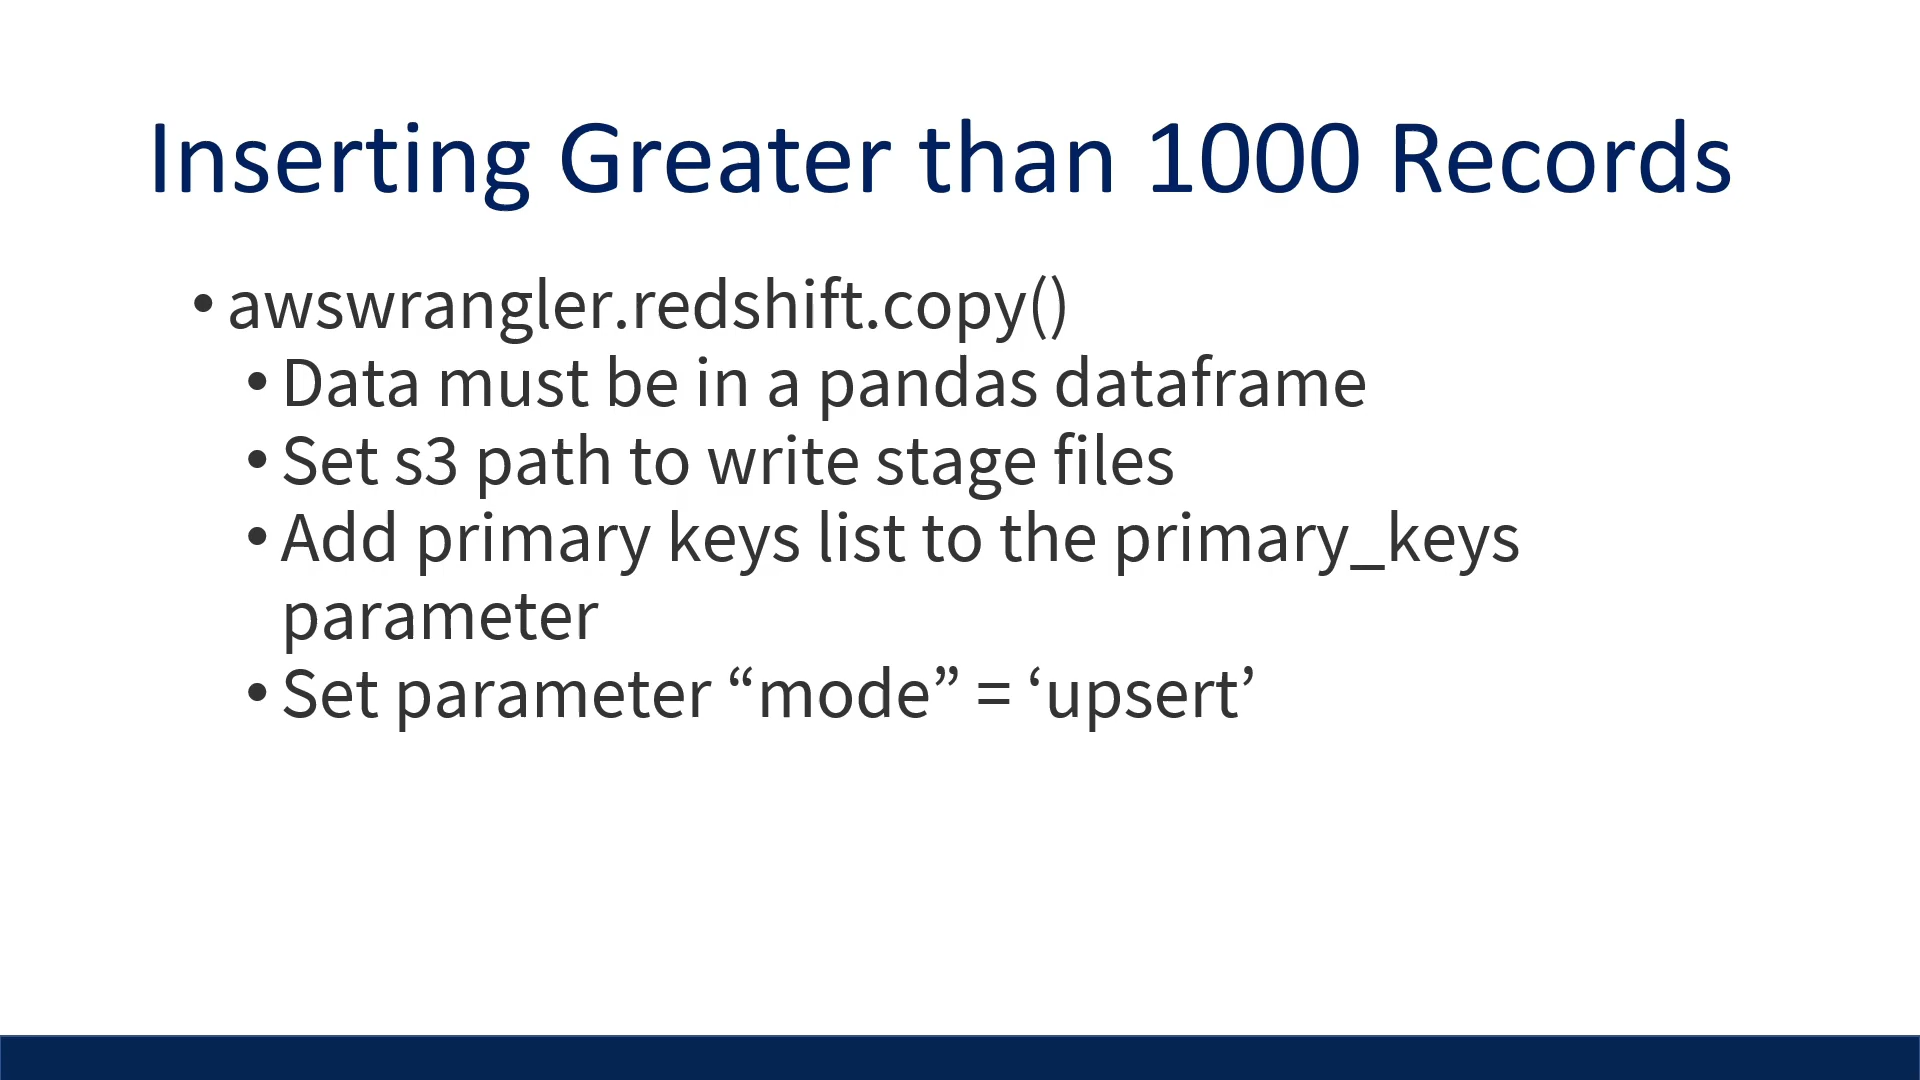 Inserting Greater than 1000 Records
• awswrangler.redshift.copy()
• Data must be in a pandas dataframe
• Set s3 path to write stage files
• Add primary keys list to the primary_keys
parameter
• Set parameter “mode” = ‘upsert’